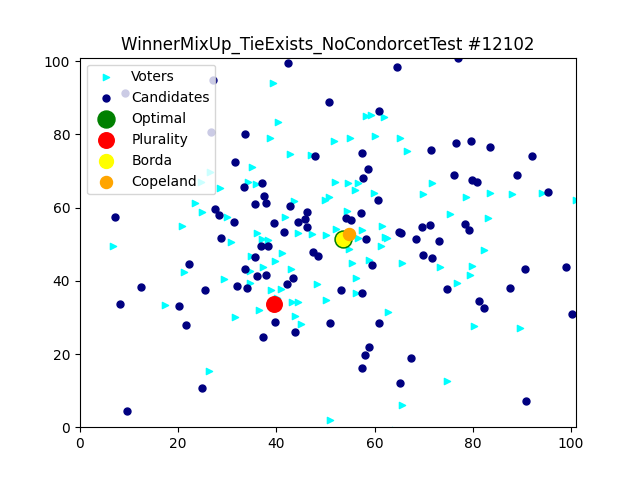 WinnerMixUp_TieExists_NoCondorcetTest #12102
100
80
60
40
20
0
0
20
40
60
80
100
Voters
Candidates
Optimal
Plurality
Borda
Copeland